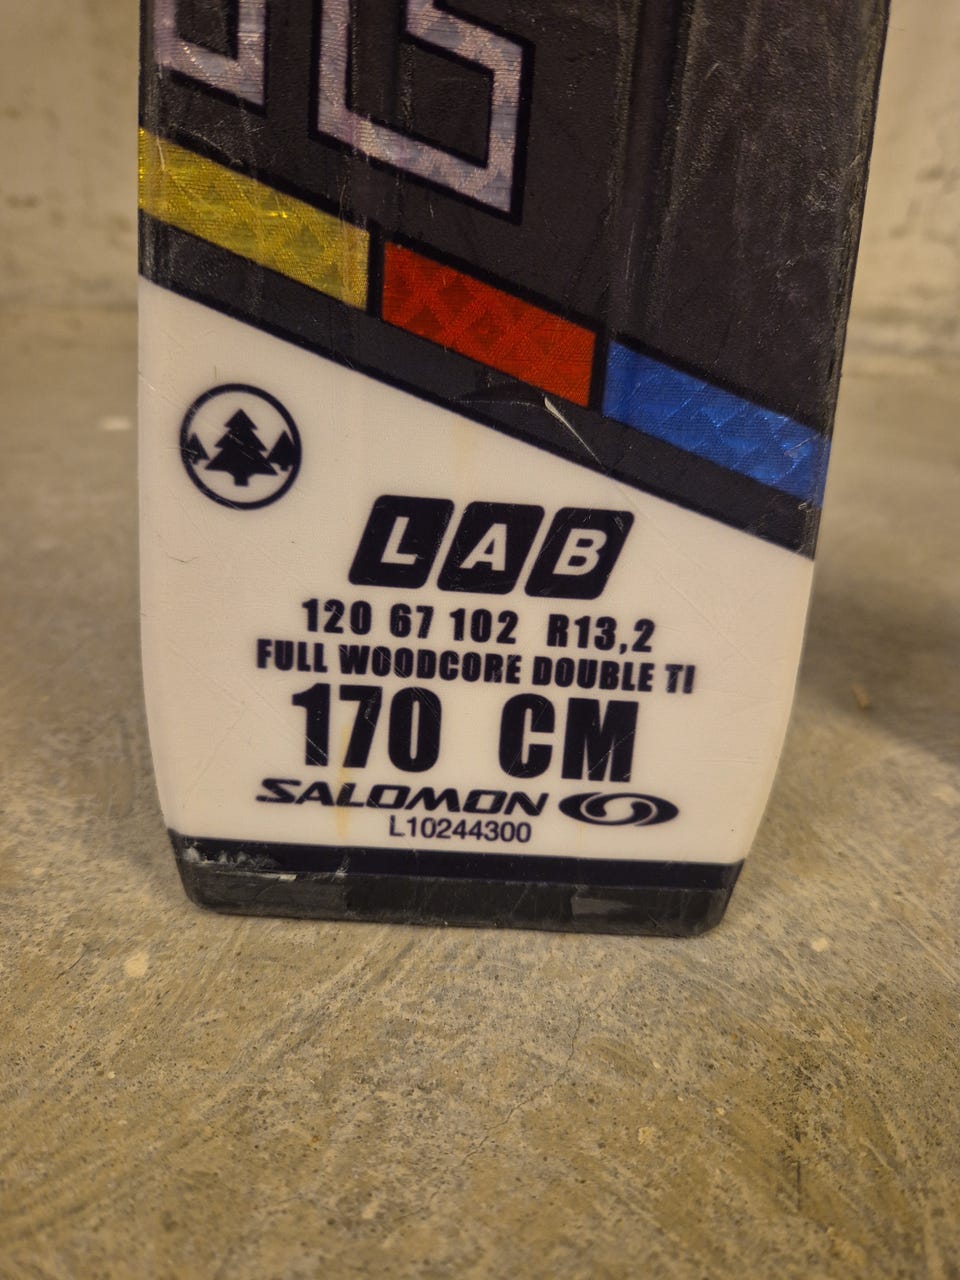 LAB
120 67 102 R13,2
FULL WOODCORE DOUBLE TI
170 CM
SALOMON
L10244300